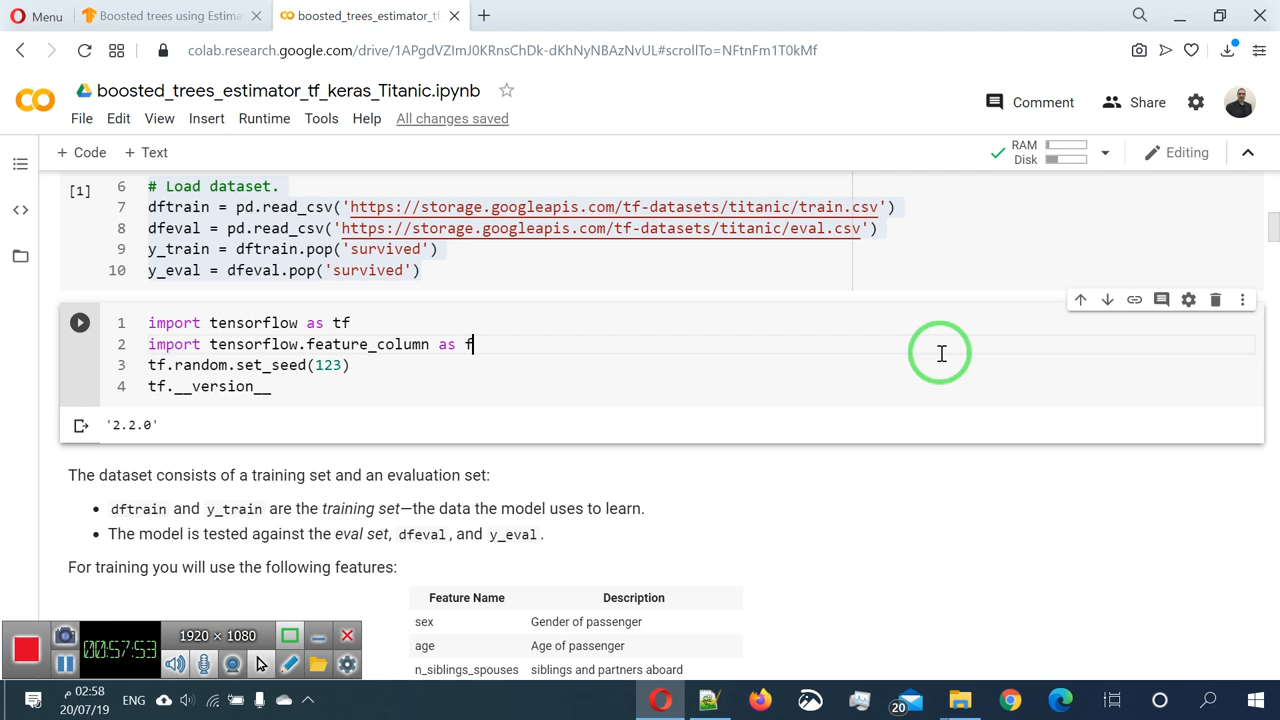 Menu
Boosted trees using Estima
boosted_trees_estimator_tf_
colab.research.google.com/drive/1APgdVZImJ0KRnsChDk-dKhNyNBAzNvUL#scrollTo=NFtnFm1T0kMf
boosted_trees_estimator_tf_keras_Titanic.ipynb
Comment
Share
File Edit View Insert Runtime Tools Help All changes saved
+ Code + Text
RAM
Disk
Editing
[1]
6 # Load dataset.
7 dftrain = pd.read_csv('https://storage.googleapis.com/tf-datasets/titanic/train.csv')
8 dfeval = pd.read_csv('https://storage.googleapis.com/tf-datasets/titanic/eval.csv')
9 y_train = dftrain.pop('survived')
10 y_eval = dfeval.pop('survived')
1 import tensorflow as tf
2 import tensorflow.feature_column as f
3 tf.random.set_seed(123)
4 tf.__version__
'2.2.0'
The dataset consists of a training set and an evaluation set:
• dftrain and y_train are the training set—the data the model uses to learn.
• The model is tested against the eval set, dfeval, and y_eval.
For training you will use the following features:
Feature Name Description
sex Gender of passenger
age Age of passenger
n_siblings_spouses siblings and partners aboard
00:57:53
1920 × 1080
02:58 م
ENG
20
20/07/19